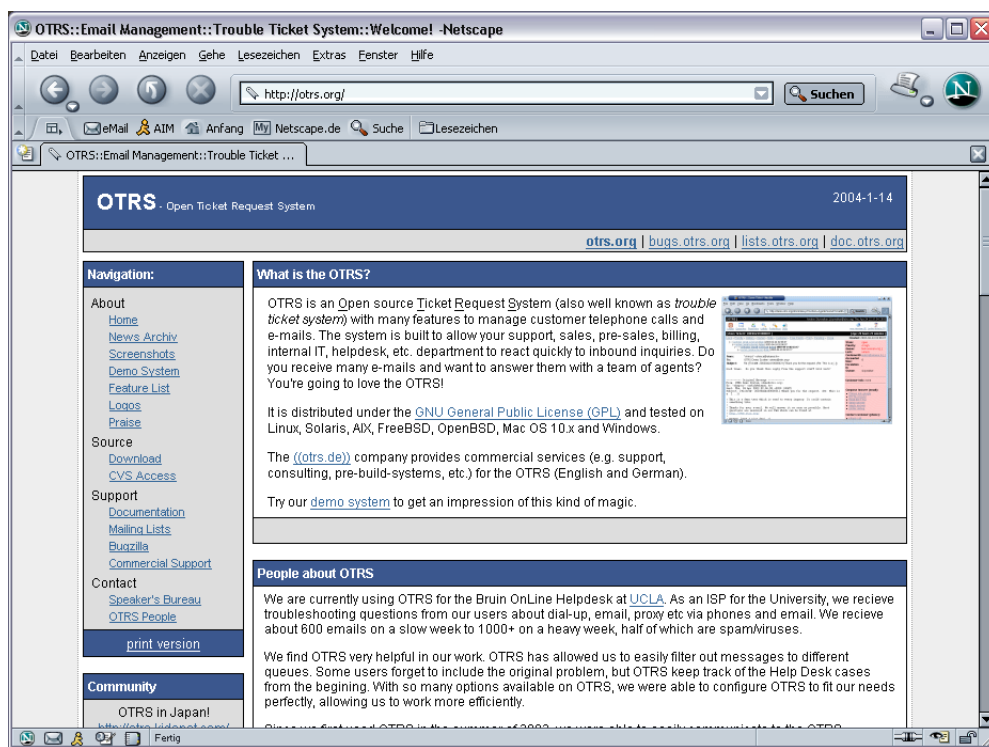 OTRS::Email Management::Trouble Ticket System::Welcome! -Netscape
Datei Bearbeiten Anzeigen Gehe Lesezeichen Extras Fenster Hilfe
http://otrs.org/ Suchen
eMail AIM Anfang My Netscape.de Suche Lesezeichen
OTRS::Email Management::Trouble Ticket ...
OTRS - Open Ticket Request System
2004-1-14
otrs.org | bugs.otrs.org | lists.otrs.org | doc.otrs.org
Navigation:
About
Home
News Archiv
Screenshots
Demo System
Feature List
Logos
Praise
Source
Download
CVS Access
Support
Documentation
Mailing Lists
Bugzilla
Commercial Support
Contact
Speaker's Bureau
OTRS People
print version
Community
OTRS in Japan!
What is the OTRS?
OTRS is an Open source Ticket Request System (also well known as trouble
ticket system) with many features to manage customer telephone calls and
e-mails. The system is built to allow your support, sales, pre-sales, billing,
internal IT, helpdesk, etc. department to react quickly to inbound inquiries. Do
you receive many e-mails and want to answer them with a team of agents?
You're going to love the OTRS!
It is distributed under the GNU General Public License (GPL) and tested on
Linux, Solaris, AIX, FreeBSD, OpenBSD, Mac OS 10.x and Windows.
The ((otrs.de)) company provides commercial services (e.g. support,
consulting, pre-build-systems, etc.) for the OTRS (English and German).
Try our demo system to get an impression of this kind of magic.
People about OTRS
We are currently using OTRS for the Bruin OnLine Helpdesk at UCLA. As an ISP for the University, we recieve
troubleshooting questions from our users about dial-up, email, proxy etc via phones and email. We recieve
about 600 emails on a slow week to 1000+ on a heavy week, half of which are spam/viruses.
We find OTRS very helpful in our work. OTRS has allowed us to easily filter out messages to different
queues. Some users forget to include the original problem, but OTRS keep track of the Help Desk cases
from the begining. With so many options available on OTRS, we were able to configure OTRS to fit our needs
perfectly, allowing us to work more efficiently.
Fertig